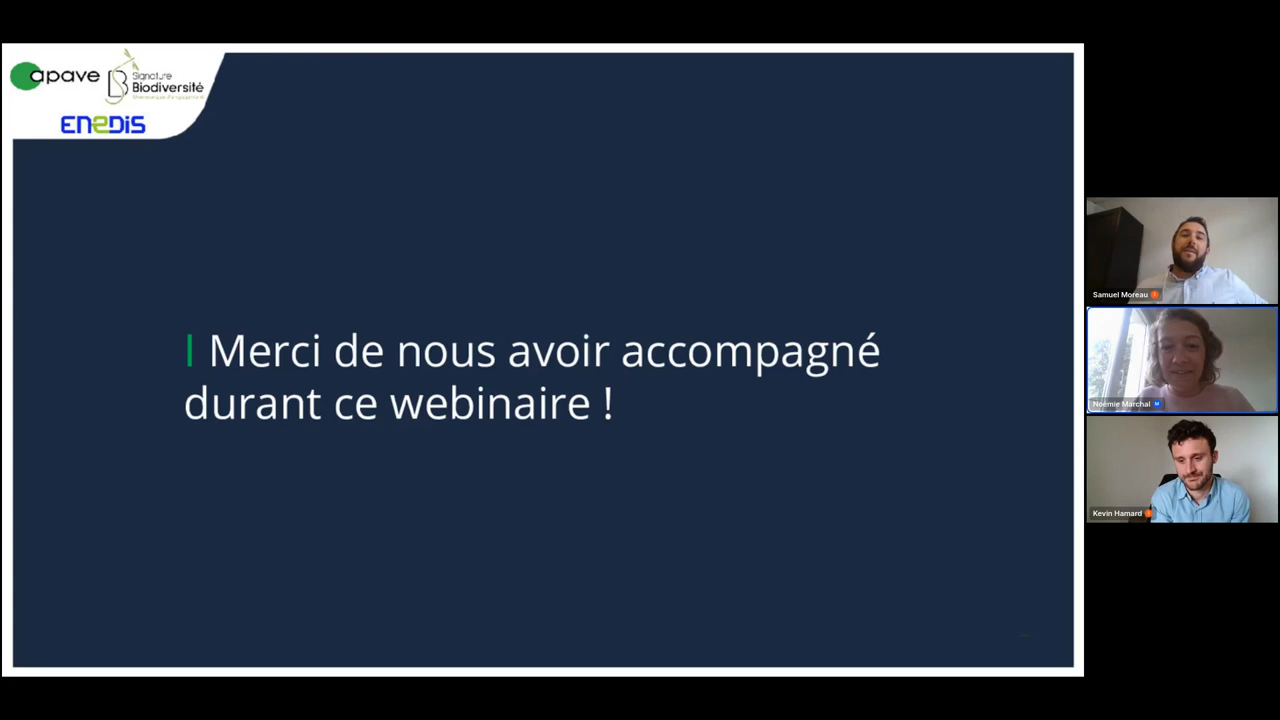 apave
Signature
Biodiversité
ENEDIS
| Merci de nous avoir accompagné
durant ce webinaire !
Samuel Moreau
Noémie Marchal
Kevin Hamard